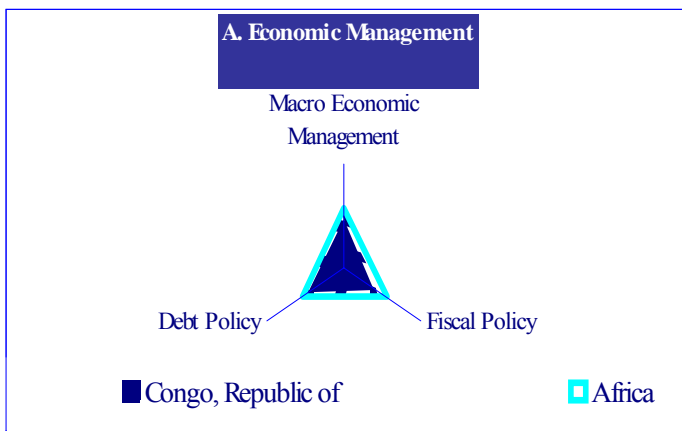 A. Economic Management
Macro Economic
Management
Debt Policy
Fiscal Policy
Congo, Republic of
Africa